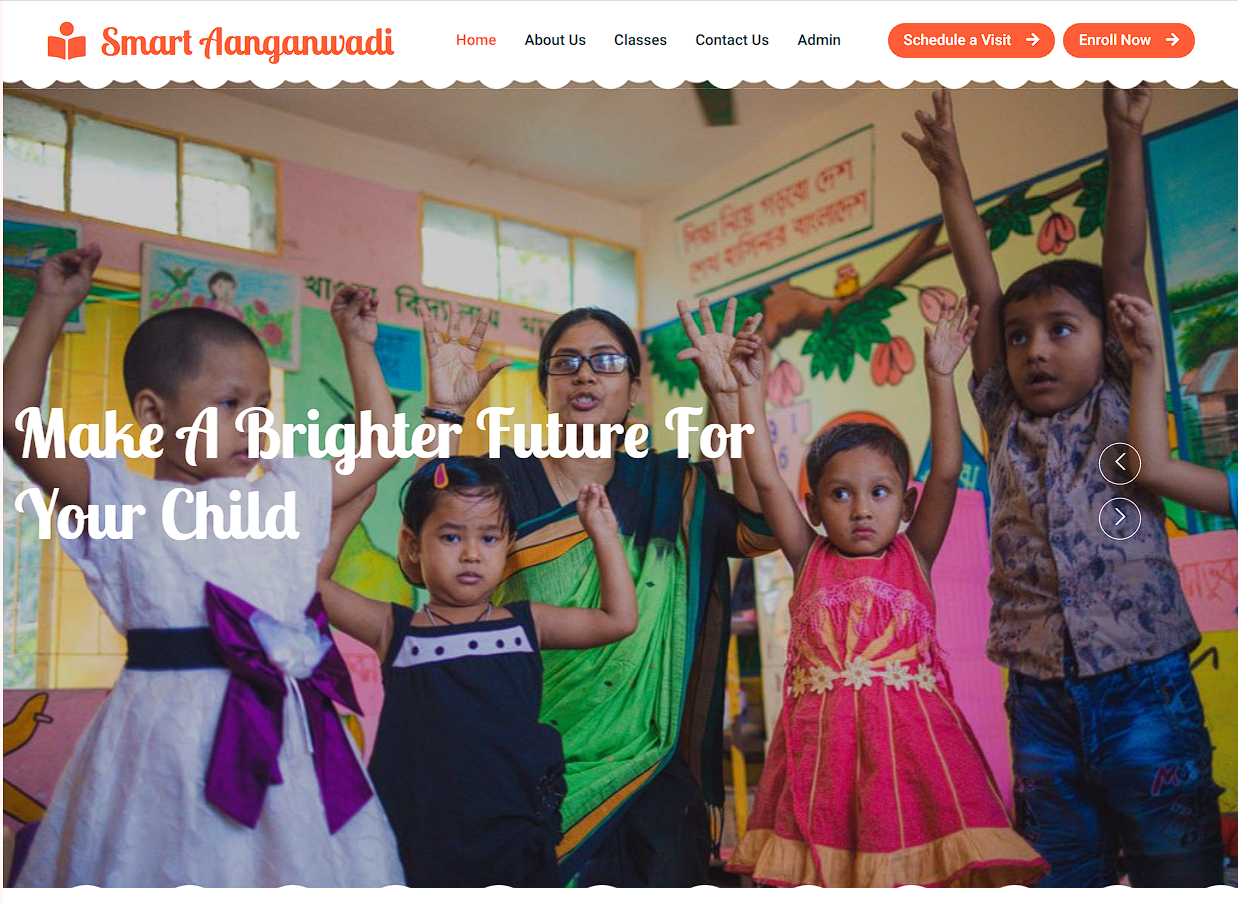 Smart Aanganwadi
Home
About Us
Classes
Contact Us
Admin
Schedule a Visit
Enroll Now
শিক্ষা নিয়ে গড়বো দেশ
শেখ হাসিনার বাংলাদেশ
Make A Brighter Future For
Your Child